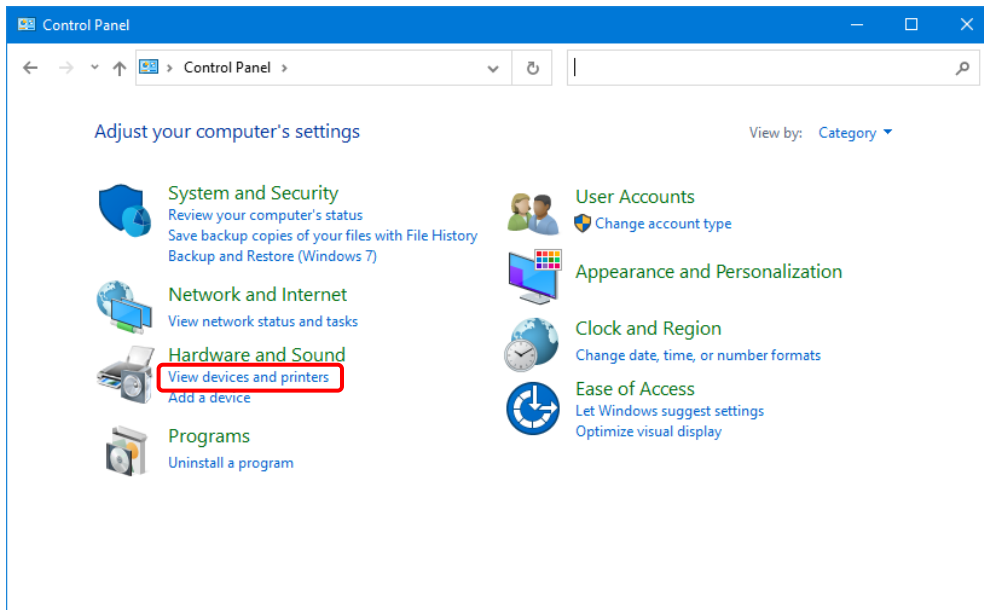 Control Panel
Control Panel
Adjust your computer's settings
View by: Category
System and Security
Review your computer's status
Save backup copies of your files with File History
Backup and Restore (Windows 7)
Network and Internet
View network status and tasks
Hardware and Sound
View devices and printers
Add a device
Programs
Uninstall a program
User Accounts
Change account type
Appearance and Personalization
Clock and Region
Change date, time, or number formats
Ease of Access
Let Windows suggest settings
Optimize visual display